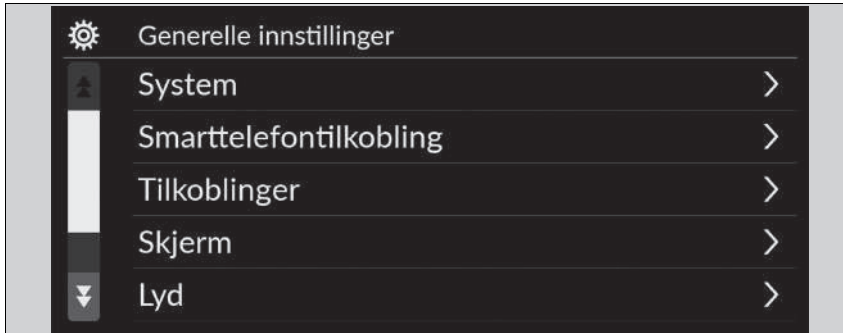 Generelle innstillinger
System
Smarttelefontilkobling
Tilkoblinger
Skjerm
Lyd